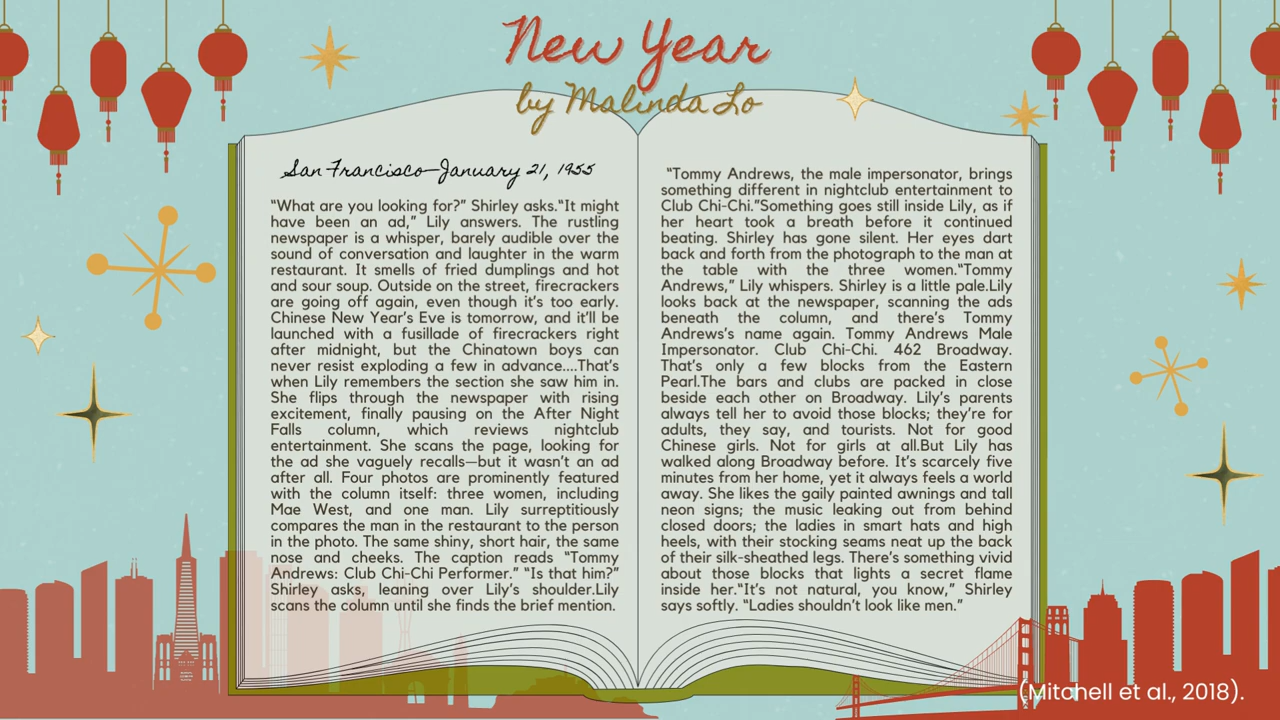 New Year
by Malinda Lo
San Francisco—January 21, 1955
“What are you looking for?” Shirley asks.“It might
have been an ad,” Lily answers. The rustling
newspaper is a whisper, barely audible over the
sound of conversation and laughter in the warm
restaurant. It smells of fried dumplings and hot
and sour soup. Outside on the street, firecrackers
are going off again, even though it’s too early.
Chinese New Year’s Eve is tomorrow, and it’ll be
launched with a fusillade of firecrackers right
after midnight, but the Chinatown boys can
never resist exploding a few in advance....That’s
when Lily remembers the section she saw him in.
She flips through the newspaper with rising
excitement, finally pausing on the After Night
Falls column, which reviews nightclub
entertainment. She scans the page, looking for
the ad she vaguely recalls—but it wasn’t an ad
after all. Four photos are prominently featured
with the column itself: three women, including
Mae West, and one man. Lily surreptitiously
compares the man in the restaurant to the person
in the photo. The same shiny, short hair, the same
nose and cheeks. The caption reads “Tommy
Andrews: Club Chi-Chi Performer.” “Is that him?”
Shirley asks, leaning over Lily’s shoulder.Lily
scans the column until she finds the brief mention.
“Tommy Andrews, the male impersonator, brings
something different in nightclub entertainment to
Club Chi-Chi.”Something goes still inside Lily, as if
her heart took a breath before it continued
beating. Shirley has gone silent. Her eyes dart
back and forth from the photograph to the man at
the table with the three women.“Tommy
Andrews,” Lily whispers. Shirley is a little pale.Lily
looks back at the newspaper, scanning the ads
beneath the column, and there’s Tommy
Andrews’s name again. Tommy Andrews Male
Impersonator. Club Chi-Chi. 462 Broadway.
That’s only a few blocks from the Eastern
Pearl.The bars and clubs are packed in close
beside each other on Broadway. Lily’s parents
always tell her to avoid those blocks; they’re for
adults, they say, and tourists. Not for good
Chinese girls. Not for girls at all.But Lily has
walked along Broadway before. It’s scarcely five
minutes from her home, yet it always feels a world
away. She likes the gaily painted awnings and tall
neon signs; the music leaking out from behind
closed doors; the ladies in smart hats and high
heels, with their stocking seams neat up the back
of their silk-sheathed legs. There’s something vivid
about those blocks that lights a secret flame
inside her.“It’s not natural, you know,” Shirley
says softly. “Ladies shouldn’t look like men.”
(Mitchell et al., 2018).